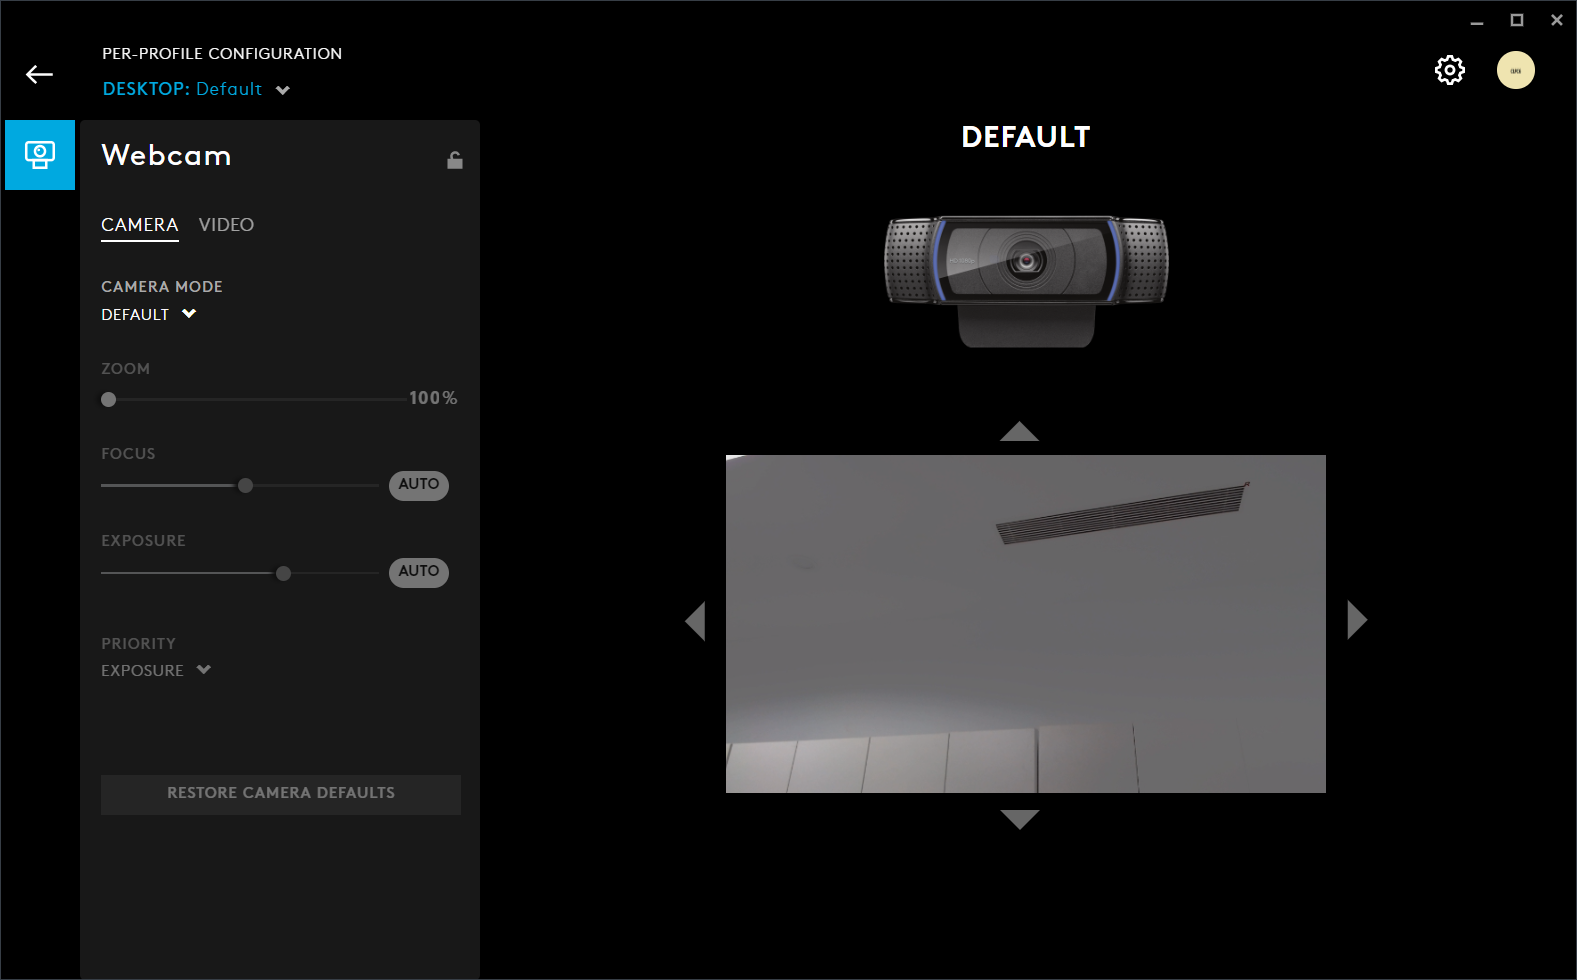 PER-PROFILE CONFIGURATION
DESKTOP: Default
Webcam
CAMERA VIDEO
CAMERA MODE
DEFAULT
ZOOM
100%
FOCUS
AUTO
EXPOSURE
AUTO
PRIORITY
EXPOSURE
RESTORE CAMERA DEFAULTS
DEFAULT